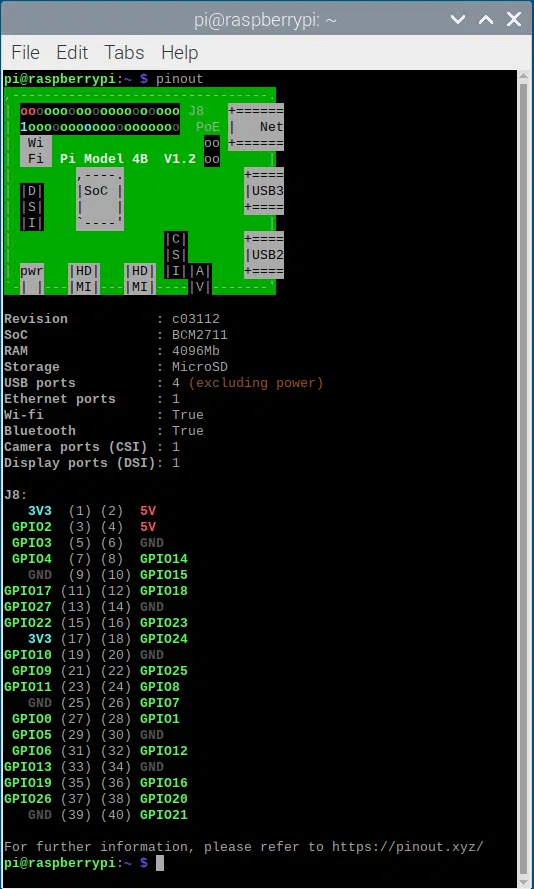 pi@raspberrypi: ~
File Edit Tabs Help
pi@raspberrypi:~ $ pinout
,--------------------------------.
| oooooooooooooooooooo J8   +======
| 1ooooooooooooooooooo PoE  |   Net
| Wi                    oo  +======
| Fi  Pi Model 4B  V1.2 oo        |
|        ,----.               +====
| |D|    |SoC |               |USB3
| |S|    |    |               +====
| |I|    `----'                   |
|                   |C|       +====
|                   |S|       |USB2
| pwr   |HD|   |HD| |I||A|    +====
`-| |---|MI|---|MI|----|V|-------'
Revision           : c03112
SoC                : BCM2711
RAM                : 4096Mb
Storage            : MicroSD
USB ports          : 4 (excluding power)
Ethernet ports     : 1
Wi-fi              : True
Bluetooth          : True
Camera ports (CSI) : 1
Display ports (DSI): 1
J8:
   3V3  (1) (2)  5V
 GPIO2  (3) (4)  5V
 GPIO3  (5) (6)  GND
 GPIO4  (7) (8)  GPIO14
   GND  (9) (10) GPIO15
GPIO17 (11) (12) GPIO18
GPIO27 (13) (14) GND
GPIO22 (15) (16) GPIO23
   3V3 (17) (18) GPIO24
GPIO10 (19) (20) GND
 GPIO9 (21) (22) GPIO25
GPIO11 (23) (24) GPIO8
   GND (25) (26) GPIO7
 GPIO0 (27) (28) GPIO1
 GPIO5 (29) (30) GND
 GPIO6 (31) (32) GPIO12
GPIO13 (33) (34) GND
GPIO19 (35) (36) GPIO16
GPIO26 (37) (38) GPIO20
   GND (39) (40) GPIO21
For further information, please refer to https://pinout.xyz/
pi@raspberrypi:~ $